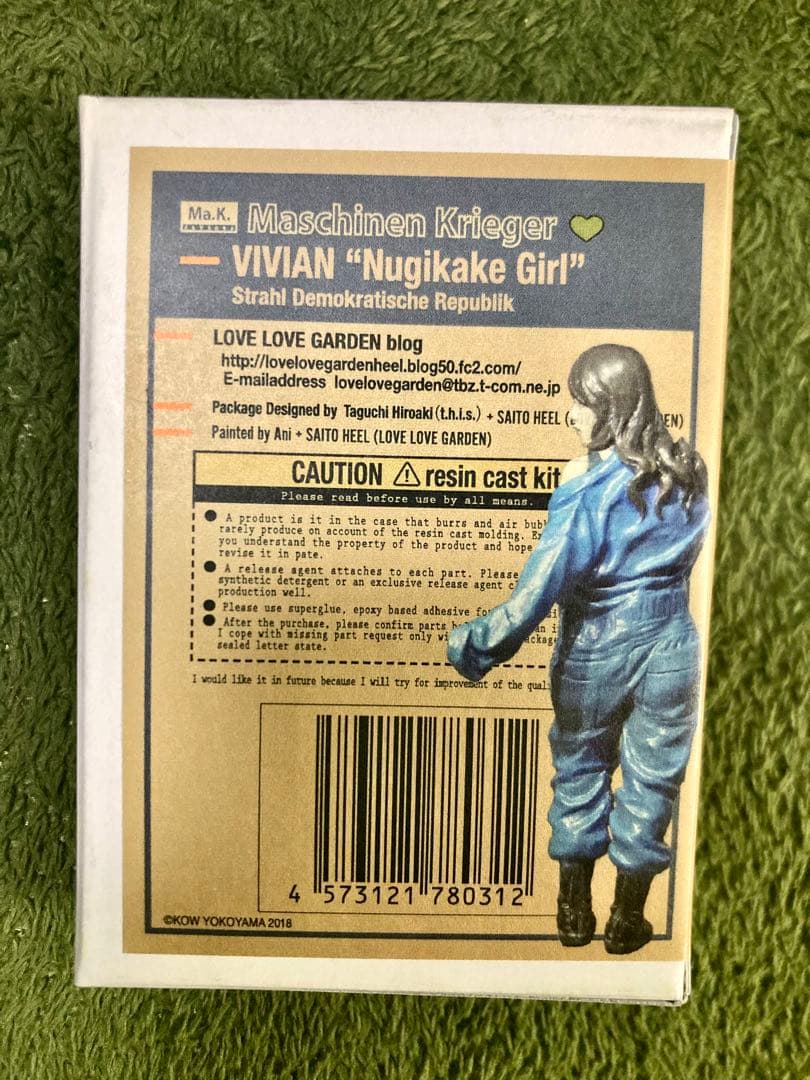 Ma.K.
Maschinen Krieger
VIVIAN “Nugikake Girl”
Strahl Demokratische Republik
LOVE LOVE GARDEN blog
http://lovelovegardenheel.blog50.fc2.com/
E-mailaddress lovelovegarden@tbz.t-com.ne.jp
Package Designed by Taguchi Hiroaki (t.h.i.s.) + SAITO HEEL (
Painted by Ani + SAITO HEEL (LOVE LOVE GARDEN)
CAUTION ⚠ resin cast kit
Please read before use by all means.
● A product is it in the case that burrs and air
rarely produce on account of the resin cast molding.
you understand the property of the product and hope
revise it in pate.
● A release agent attaches to each part. Please
synthetic detergent or an exclusive release agent
production well.
● Please use superglue, epoxy based adhesive
● After the purchase, please confirm parts
I cope with missing part request only
sealed letter state.
I would like it in future because I will try for improvement of the
4 573121 780312
©KOW YOKOYAMA 2018